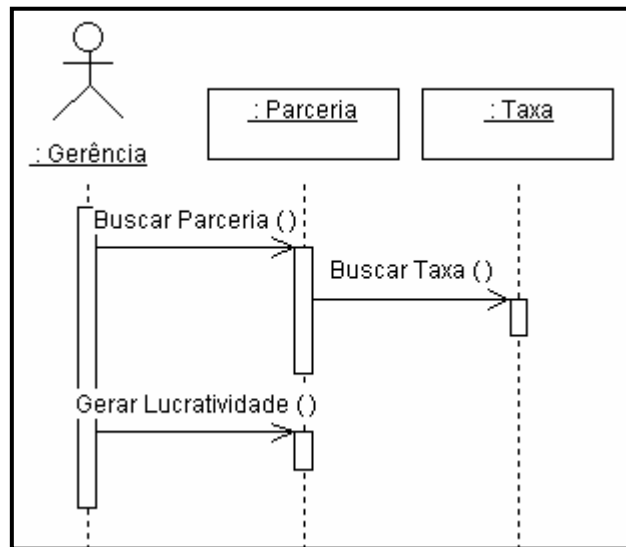 : Parceria
: Taxa
: Gerência
Buscar Parceria ()
Buscar Taxa ()
Gerar Lucratividade ()